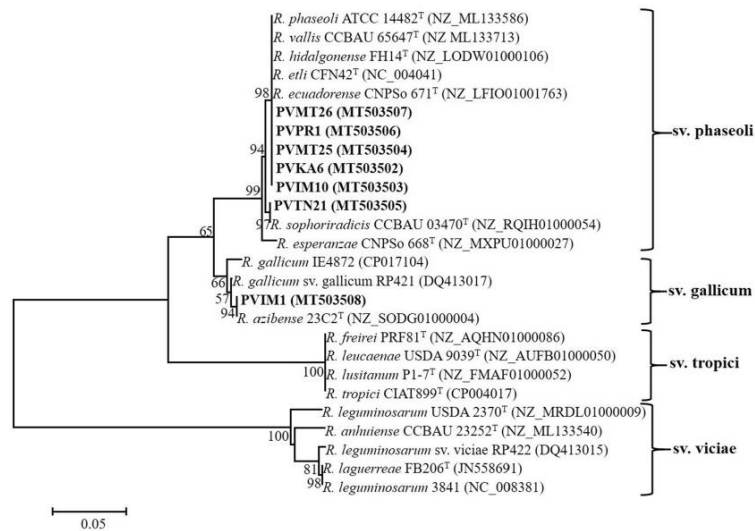 R. phaseoli ATCC 14482ᵀ (NZ_ML133586)
R. vallis CCBAU 65647ᵀ (NZ ML133713)
R. hidalgonense FH14ᵀ (NZ_LODW01000106)
R. etli CFN42ᵀ (NC_004041)
98
R. ecuadorense CNPSo 671ᵀ (NZ_LFIO01001763)
PVMT26 (MT503507)
PVPR1 (MT503506)
sv. phaseoli
94
PVMT25 (MT503504)
PVKA6 (MT503502)
99
PVIM10 (MT503503)
PVTN21 (MT503505)
97
R. sophoriradicis CCBAU 03470ᵀ (NZ_RQIH01000054)
65
R. esperanzae CNPSo 668ᵀ (NZ_MXPU01000027)
R. gallicum IE4872 (CP017104)
66
R. gallicum sv. gallicum RP421 (DQ413017)
sv. gallicum
57
PVIM1 (MT503508)
94
R. azibense 23C2ᵀ (NZ_SODG01000004)
R. freirei PRF81ᵀ (NZ_AQHN01000086)
R. leucaenae USDA 9039ᵀ (NZ_AUFB01000050)
sv. tropici
100
R. lusitanum P1-7ᵀ (NZ_FMAF01000052)
R. tropici CIAT899ᵀ (CP004017)
R. leguminosarum USDA 2370ᵀ (NZ_MRDL01000009)
100
R. anhuiense CCBAU 23252ᵀ (NZ_ML133540)
R. leguminosarum sv. viciae RP422 (DQ413015)
sv. viciae
81
R. laguerreae FB206ᵀ (JN558691)
98
R. leguminosarum 3841 (NC_008381)
0.05